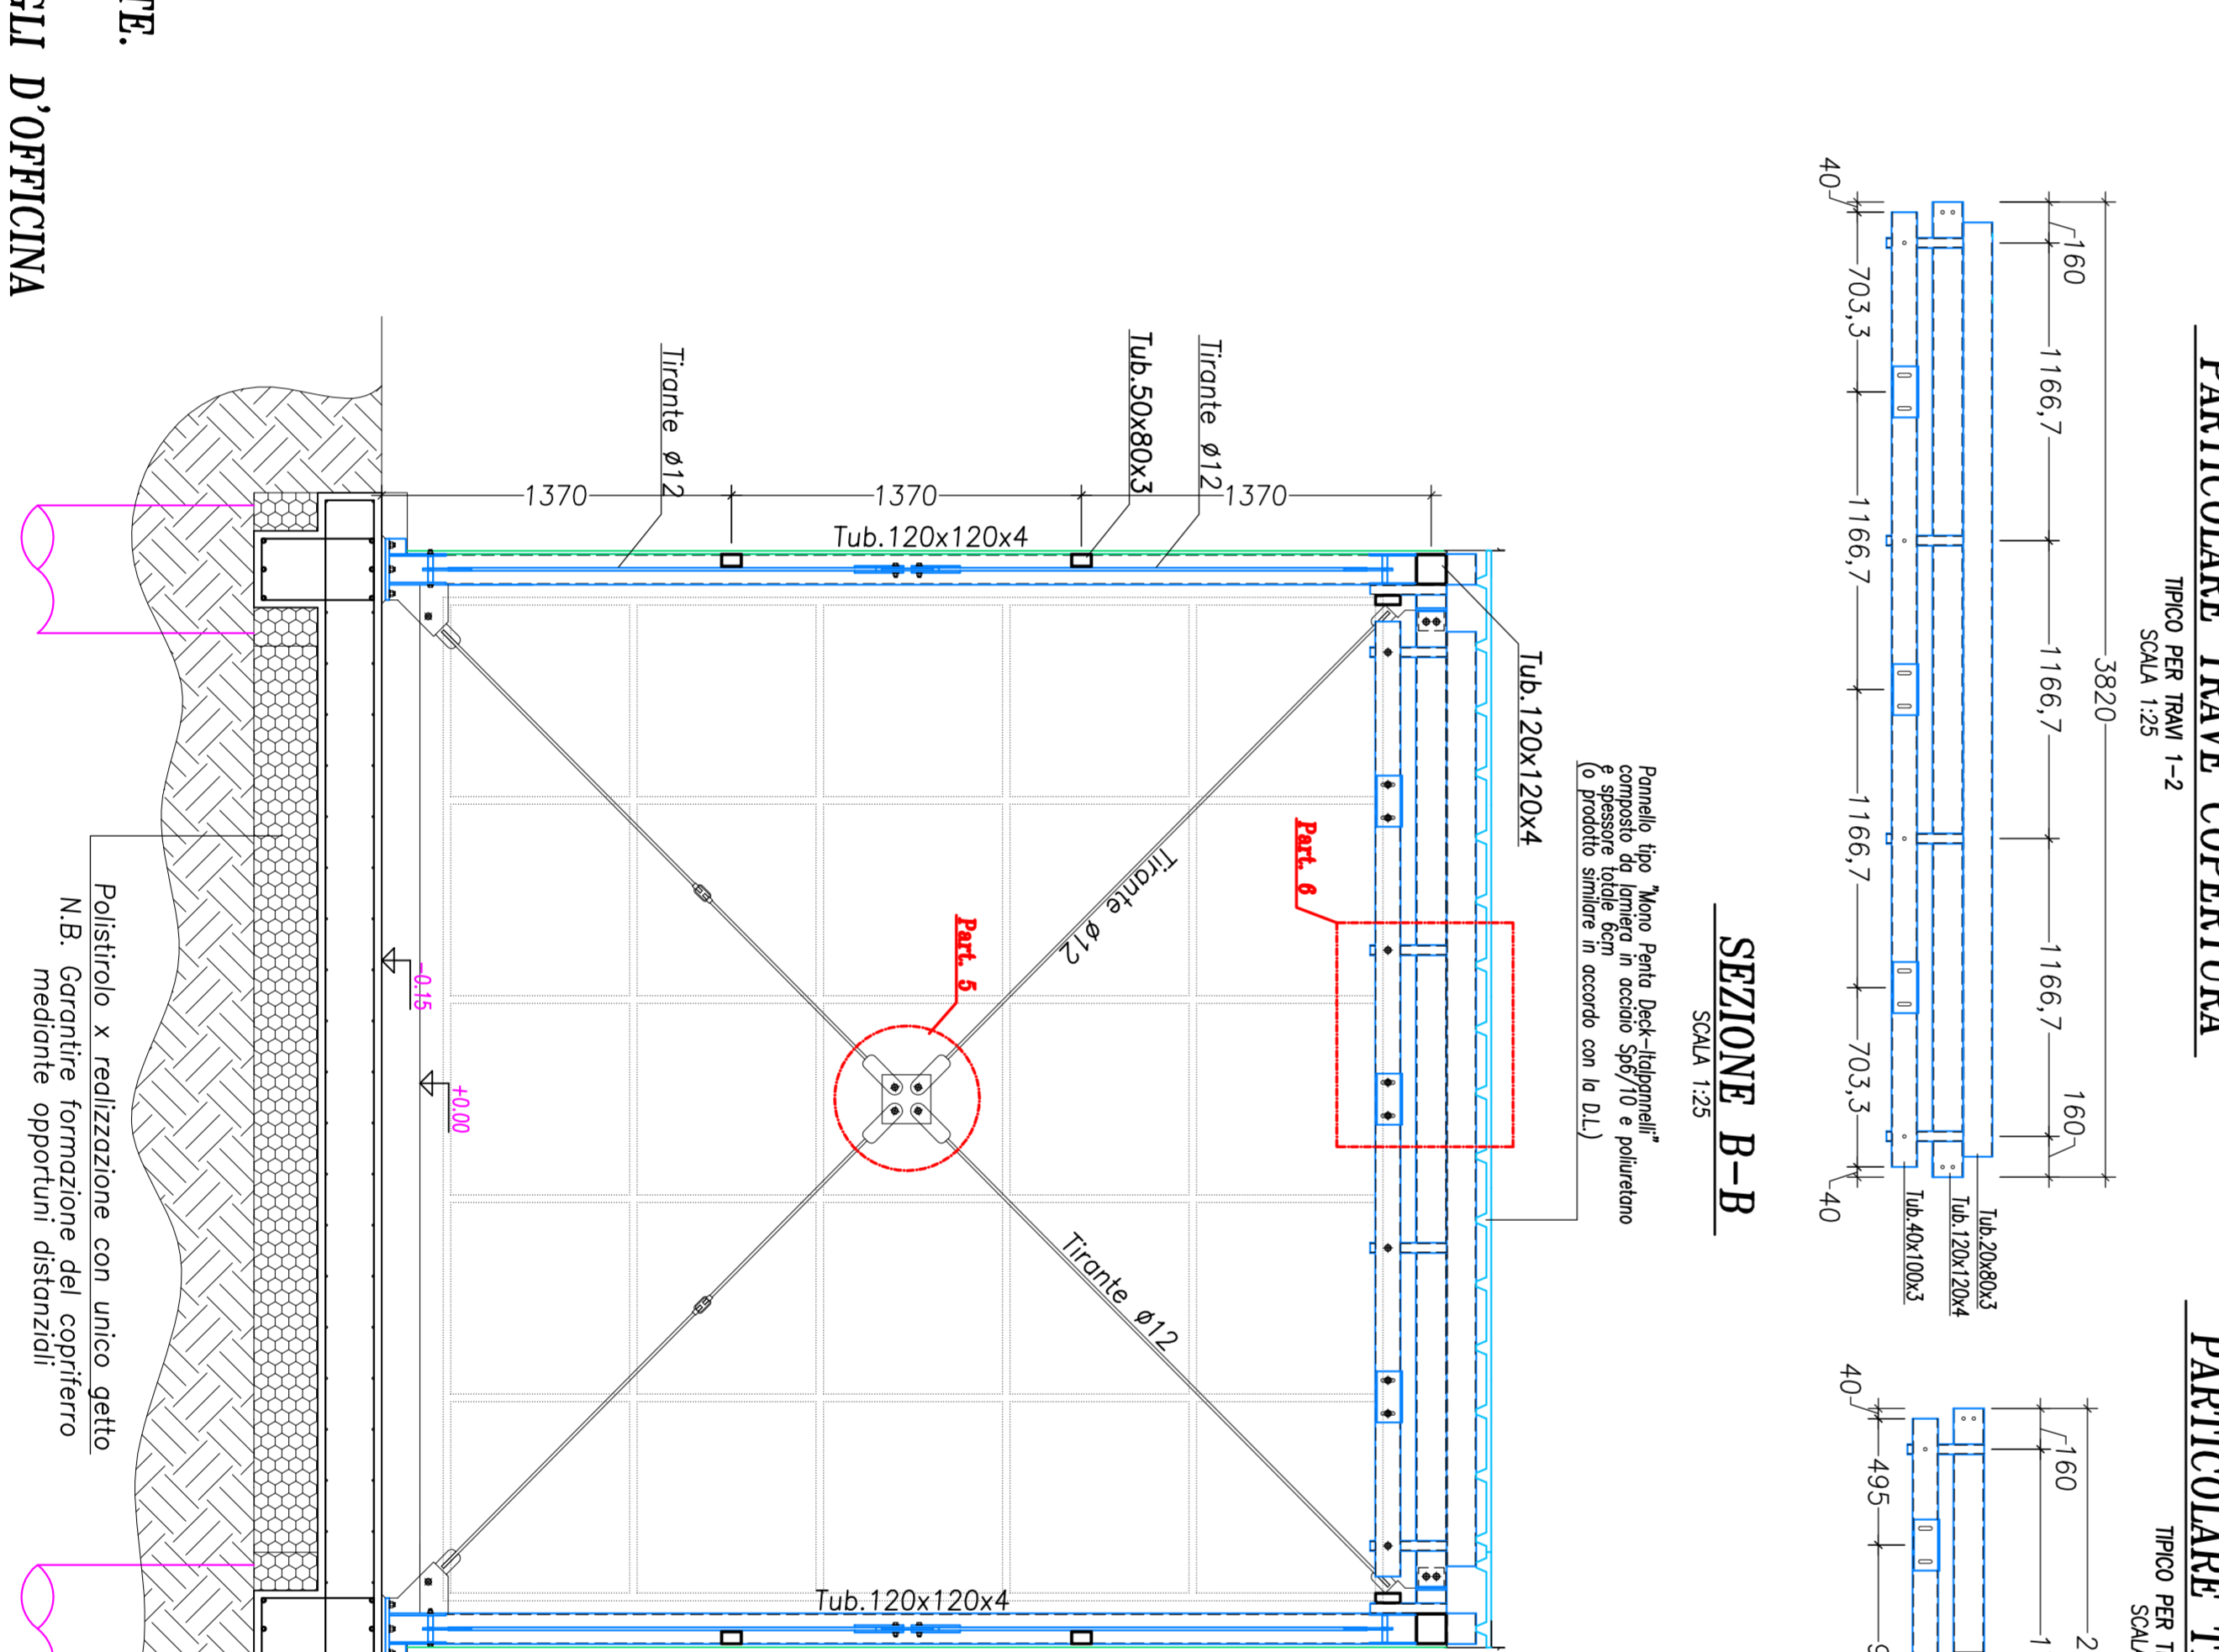 PARTICOLARE TRAVE COPERTURA
TIPICO PER TRAVI 1-2
SCALA 1:25
3820
160
1166,7
1166,7
1166,7
160
40
703,3
1166,7
1166,7
703,3
40
Tub.20x80x3
Tub.120x120x4
Tub.40x100x3
PARTICOLARE
TIPICO PER
160
495
40
SEZIONE B-B
SCALA 1:25
Pannello tipo "Mono Penta Deck-Italpannelli"
composto da lamiera in acciaio Sp6/10 e poliuretano
e spessore totale 6cm
(o prodotto similare in accordo con la D.L.)
Tub.120x120x4
Part. 6
Tirante ø12
Tub.50x80x3
Tirante ø12
1370
1370
1370
Tub.120x120x4
Tirante ø12
Part. 5
Tirante ø12
Tub.120x120x4
+0.00
-0.15
Polistirolo x realizzazione con unico getto
N.B. Garantire formazione del copriferro
mediante opportuni distanziali
TE.
GLI D'OFFICINA